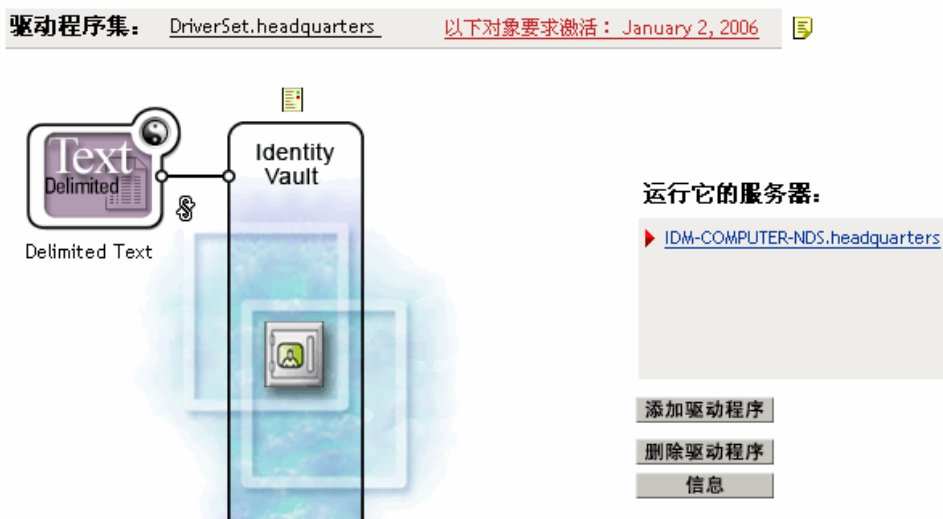 驱动程序集： DriverSet.headquarters 以下对象要求激活： January 2, 2006
Identity
Vault
Text
Delimited
Delimited Text
运行它的服务器：
IDM-COMPUTER-NDS.headquarters
添加驱动程序
删除驱动程序
信息